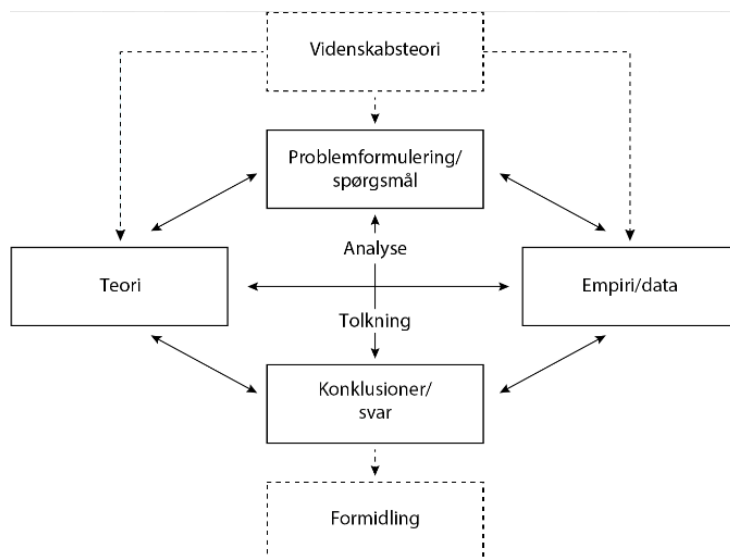 Videnskabsteori
Problemformulering/
spørgsmål
Analyse
Teori
Empiri/data
Tolkning
Konklusioner/
svar
Formidling